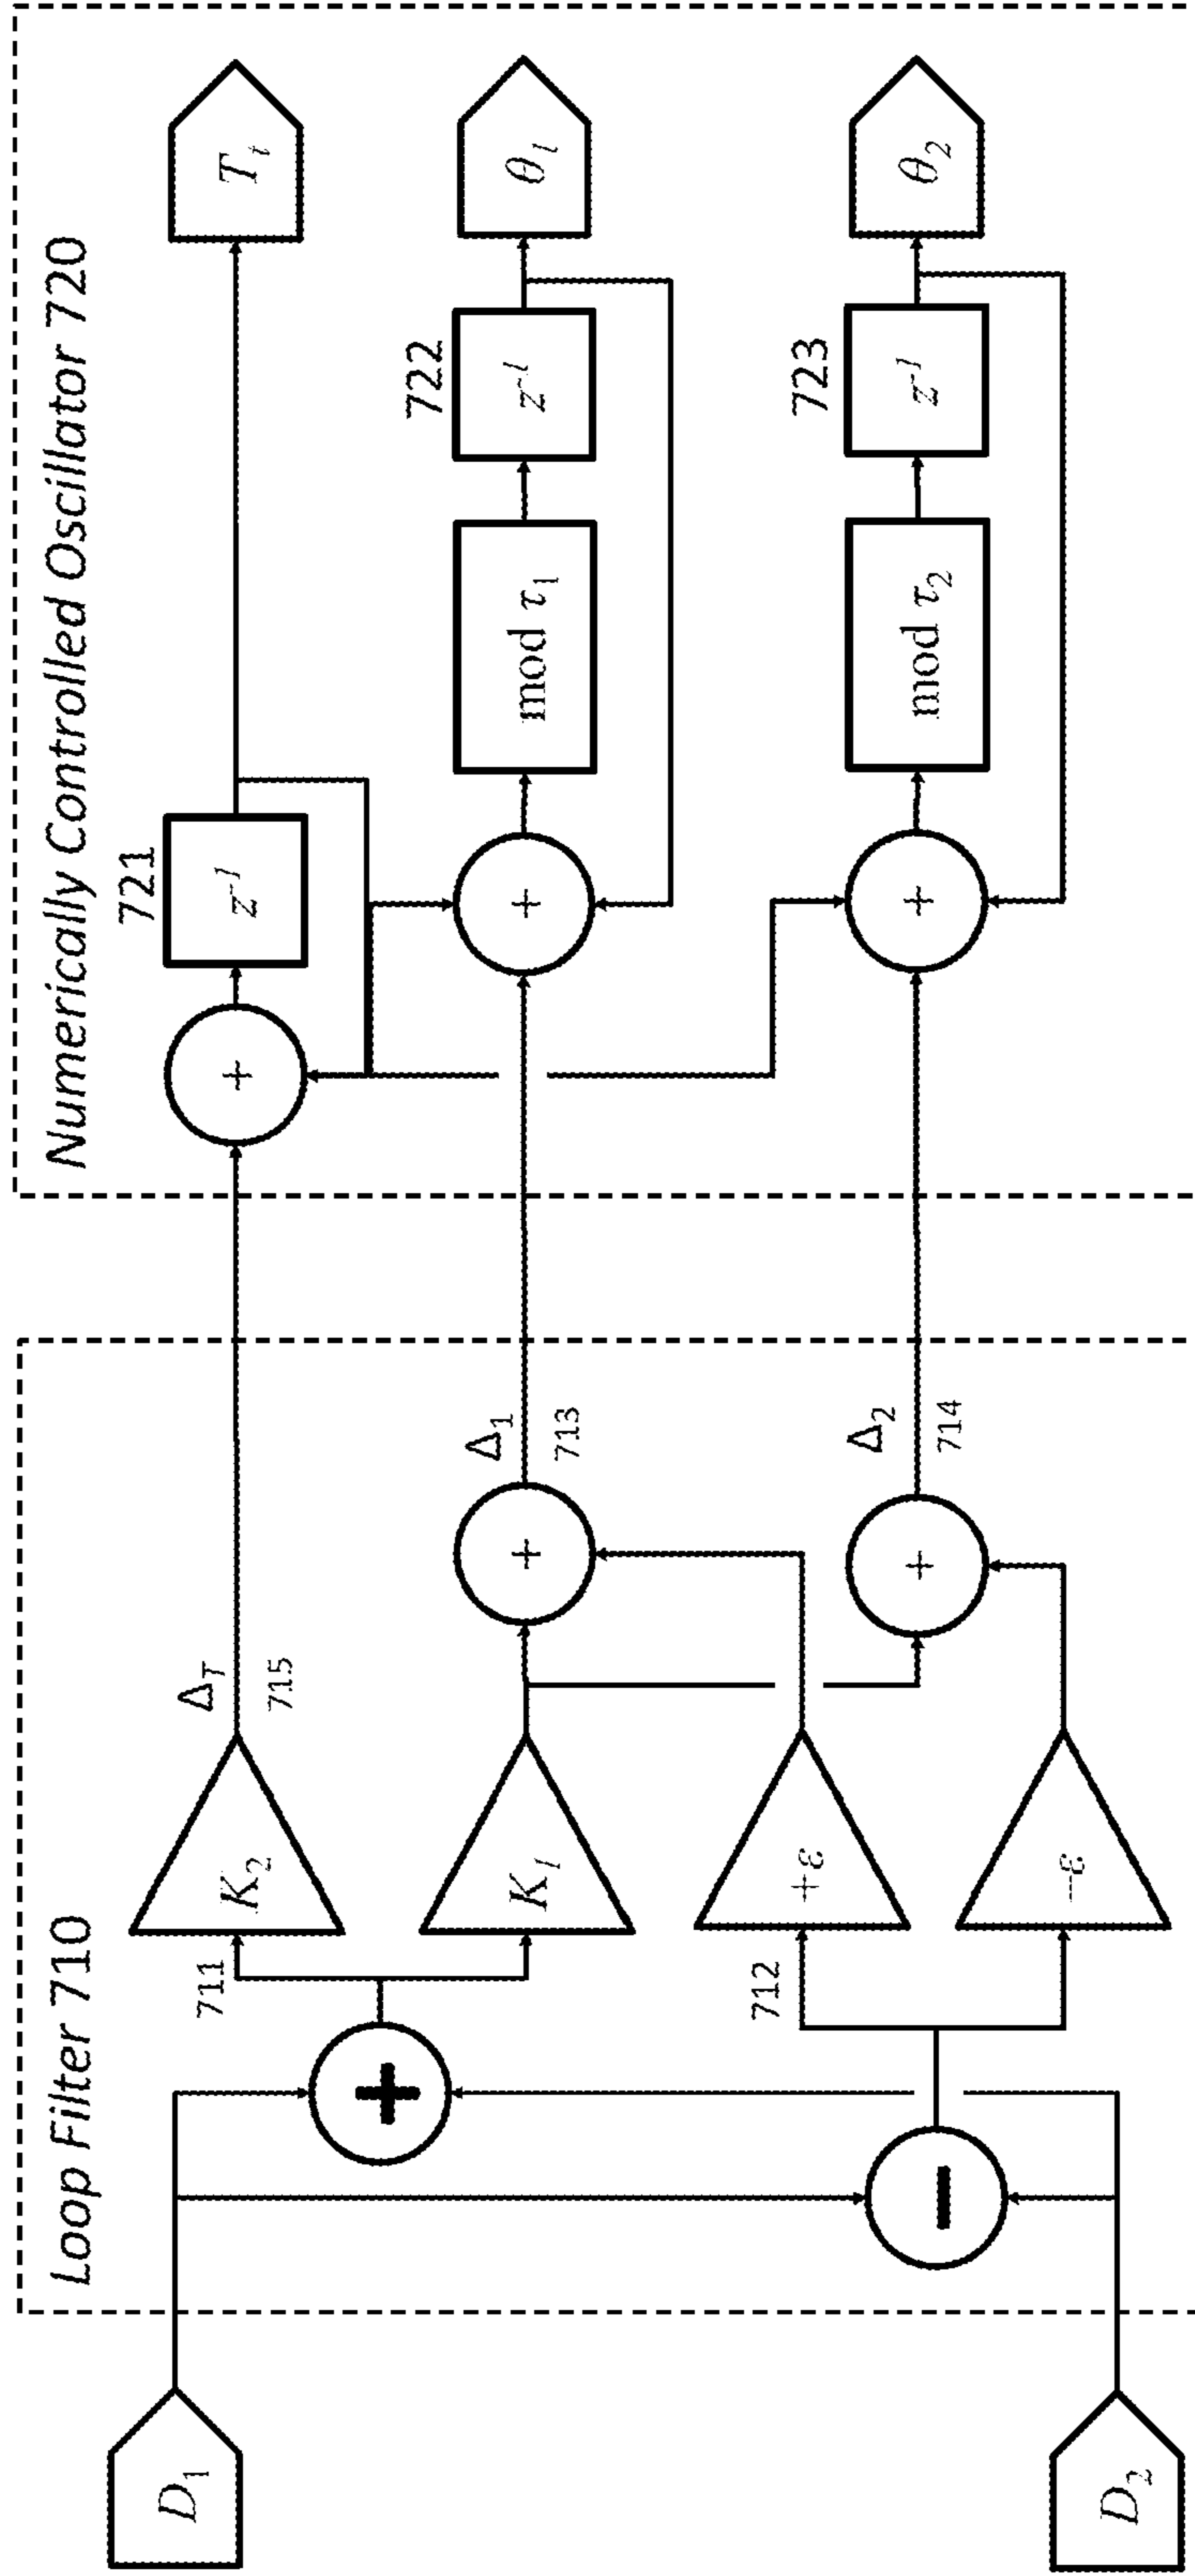 Loop Filter 710
Numerically Controlled Oscillator 720
D₁
D₂
+
−
711
712
K₂
K₁
+ε
−ε
Δ_T
715
+
Δ₁
713
+
Δ₂
714
+
721
z⁻¹
T_t
+
mod τ₁
722
z⁻¹
θ₁
+
mod τ₂
723
z⁻¹
θ₂